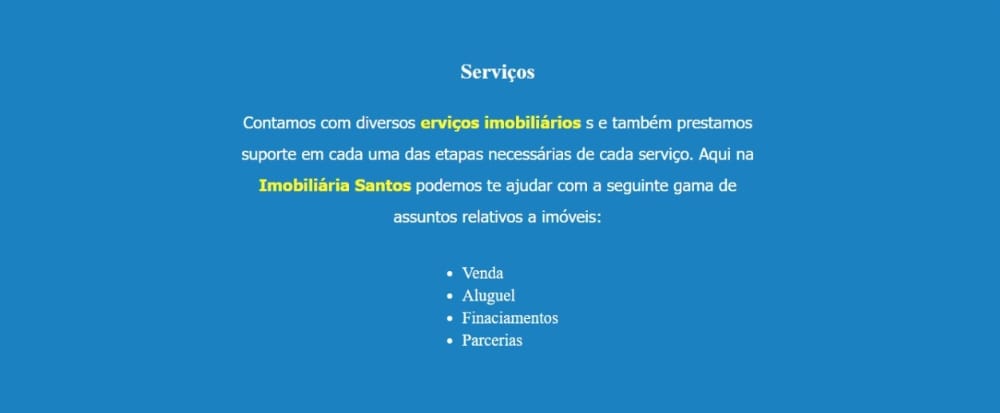 Serviços
Contamos com diversos erviços imobiliários s e também prestamos
suporte em cada uma das etapas necessárias de cada serviço. Aqui na
Imobiliária Santos podemos te ajudar com a seguinte gama de
assuntos relativos a imóveis:
• Venda
• Aluguel
• Finaciamentos
• Parcerias